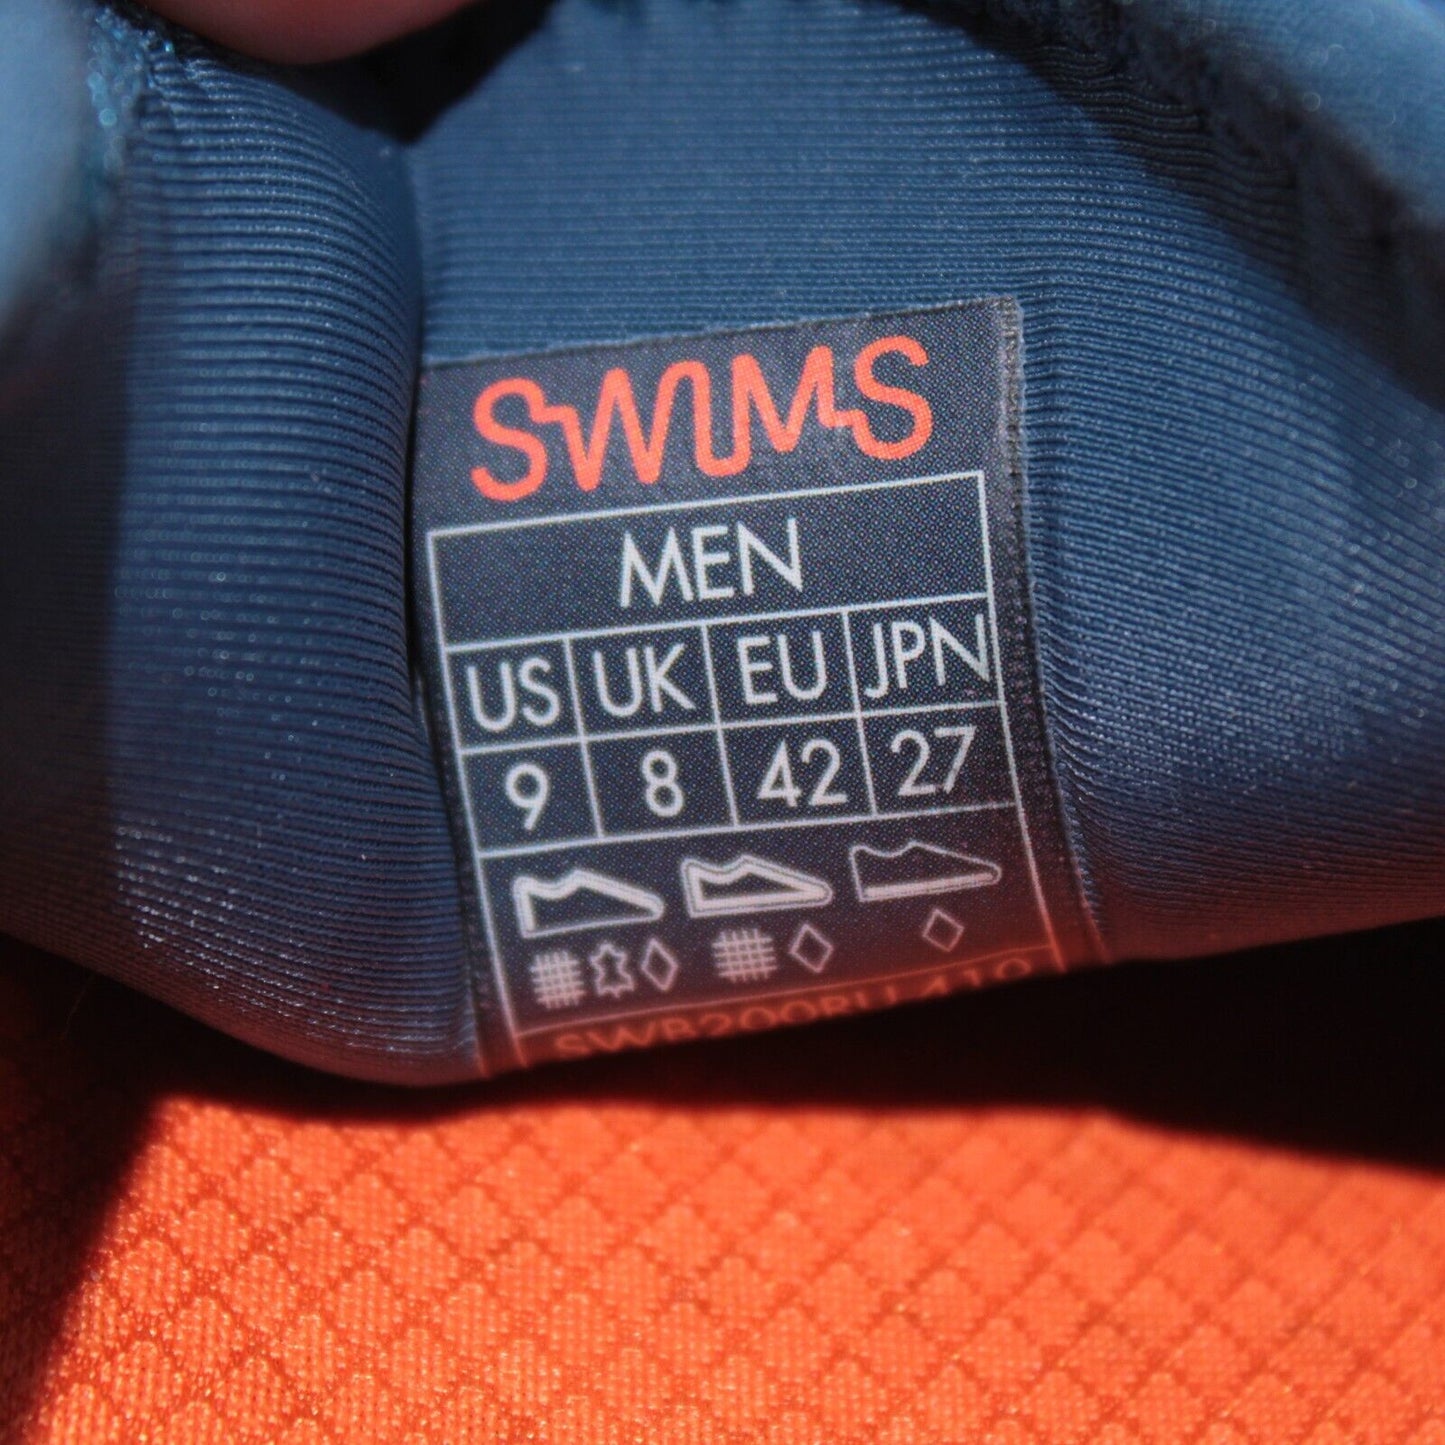 SWIMS
MEN
US UK EU JPN
9 8 42 27